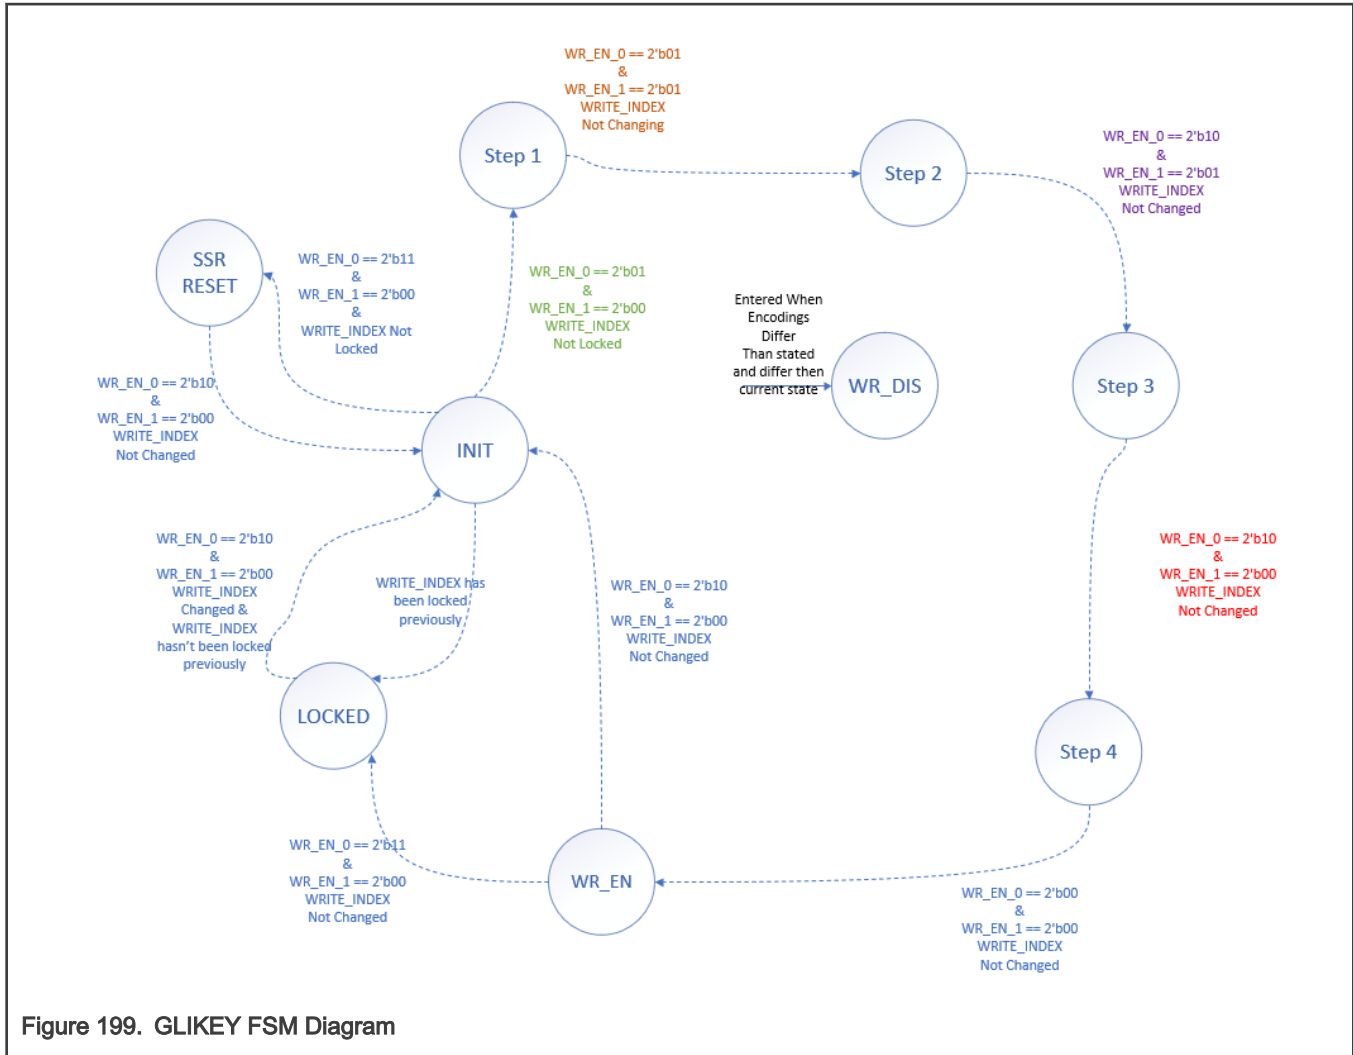 WR_EN_0 == 2'b01
&
WR_EN_1 == 2'b01
WRITE_INDEX
Not Changing
Step 1
Step 2
WR_EN_0 == 2'b10
&
WR_EN_1 == 2'b01
WRITE_INDEX
Not Changed
SSR
RESET
WR_EN_0 == 2'b11
&
WR_EN_1 == 2'b00
&
WRITE_INDEX Not
Locked
WR_EN_0 == 2'b01
&
WR_EN_1 == 2'b00
WRITE_INDEX
Not Locked
Entered When
Encodings
Differ
Than stated
and differ then
current state
WR_DIS
Step 3
WR_EN_0 == 2'b10
&
WR_EN_1 == 2'b00
WRITE_INDEX
Not Changed
INIT
WR_EN_0 == 2'b10
&
WR_EN_1 == 2'b00
WRITE_INDEX
Changed &
WRITE_INDEX
hasn't been locked
previously
WRITE_INDEX has
been locked
previously
WR_EN_0 == 2'b10
&
WR_EN_1 == 2'b00
WRITE_INDEX
Not Changed
WR_EN_0 == 2'b10
&
WR_EN_1 == 2'b00
WRITE_INDEX
Not Changed
LOCKED
Step 4
WR_EN_0 == 2'b11
&
WR_EN_1 == 2'b00
WRITE_INDEX
Not Changed
WR_EN
WR_EN_0 == 2'b00
&
WR_EN_1 == 2'b00
WRITE_INDEX
Not Changed
Figure 199. GLIKEY FSM Diagram